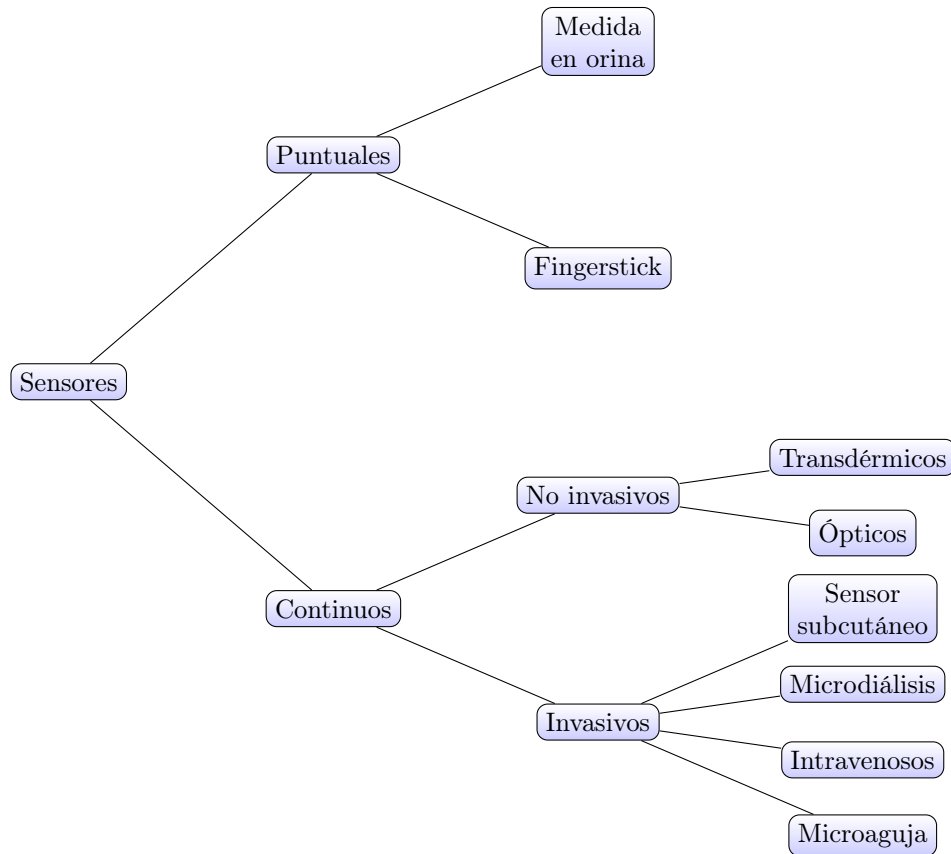 Medida
en orina
Puntuales
Fingerstick
Sensores
Transdérmicos
No invasivos
Ópticos
Sensor
subcutáneo
Continuos
Microdiálisis
Invasivos
Intravenosos
Microaguja